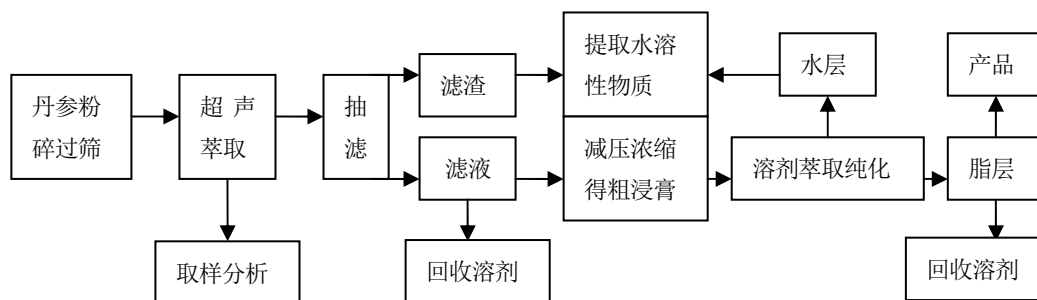 丹参粉
碎过筛
超 声
萃取
抽
滤
滤渣
滤液
提取水溶
性物质
减压浓缩
得粗浸膏
水层
溶剂萃取纯化
产品
脂层
取样分析
回收溶剂
回收溶剂